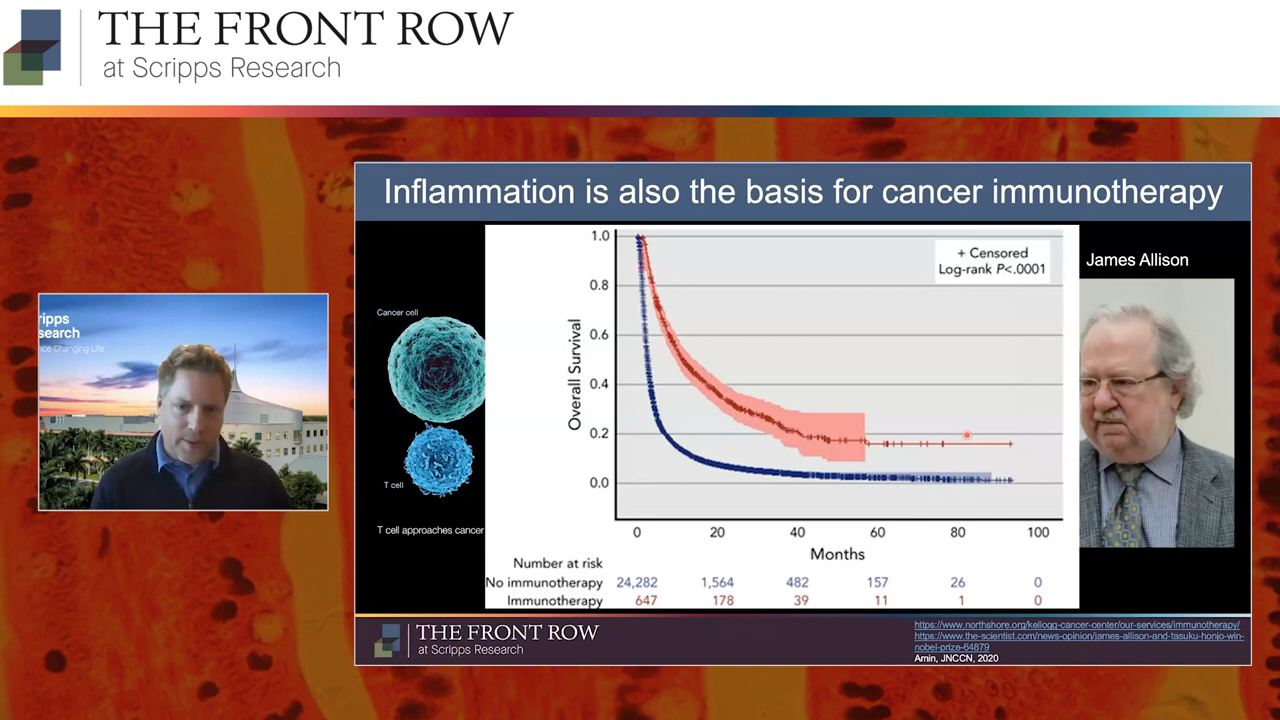 THE FRONT ROW
at Scripps Research
ripps
search
nce Changing Life
Inflammation is also the basis for cancer immunotherapy
Cancer cell
T cell
T cell approaches cancer
Overall Survival
1.0
0.8
0.6
0.4
0.2
0.0
+ Censored
Log-rank P<.0001
0 20 40 60 80 100
Months
Number at risk
No immunotherapy 24,282 1,564 482 157 26 0
Immunotherapy 647 178 39 11 1 0
James Allison
THE FRONT ROW
at Scripps Research
https://www.northshore.org/kellogg-cancer-center/our-services/immunotherapy/
https://www.the-scientist.com/news-opinion/james-allison-and-tasuku-honjo-win-
nobel-prize-64879
Amin, JNCCN, 2020